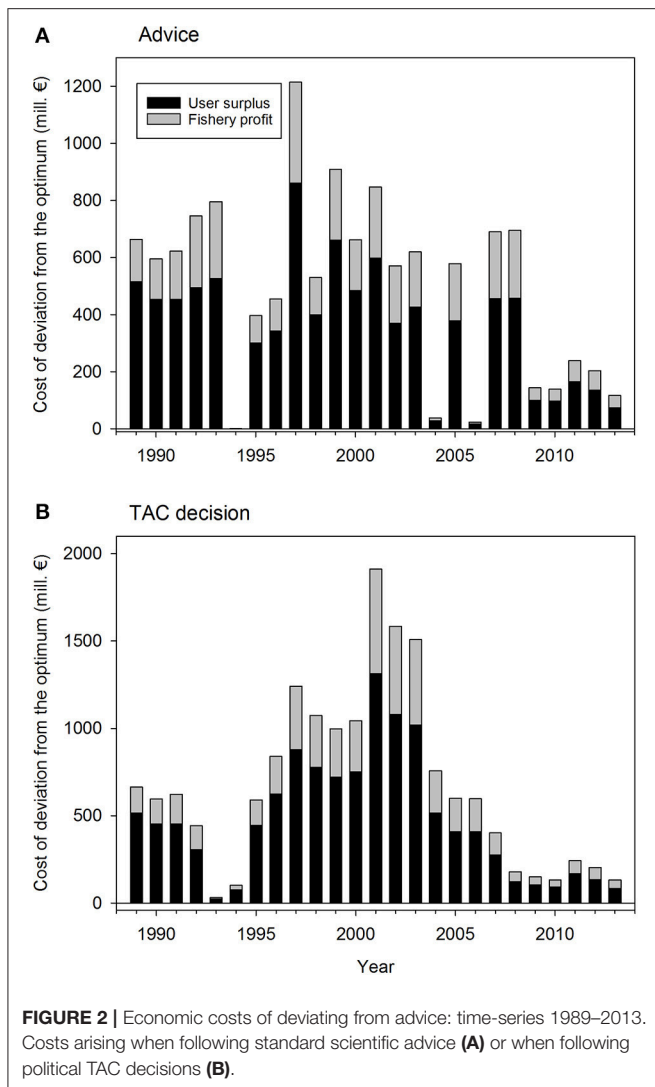 A Advice
User surplus
Fishery profit
Cost of deviation from the optimum (mill. €)
1200
1000
800
600
400
200
0
1990 1995 2000 2005 2010
B TAC decision
Cost of deviation from the optimum (mill. €)
2000
1500
1000
500
0
1990 1995 2000 2005 2010
Year
FIGURE 2 | Economic costs of deviating from advice: time-series 1989–2013.
Costs arising when following standard scientific advice (A) or when following
political TAC decisions (B).